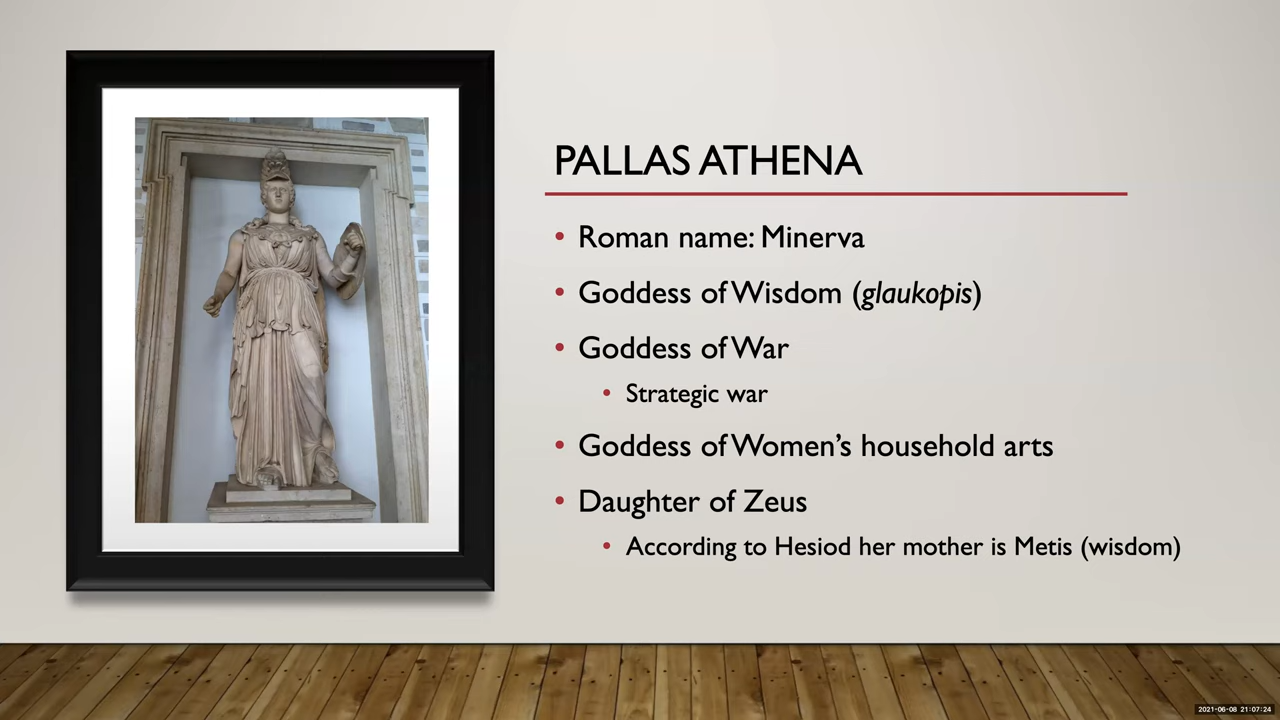 PALLAS ATHENA
• Roman name: Minerva
• Goddess of Wisdom (glaukopis)
• Goddess of War
• Strategic war
• Goddess of Women’s household arts
• Daughter of Zeus
• According to Hesiod her mother is Metis (wisdom)
2021-06-08 21:07:24